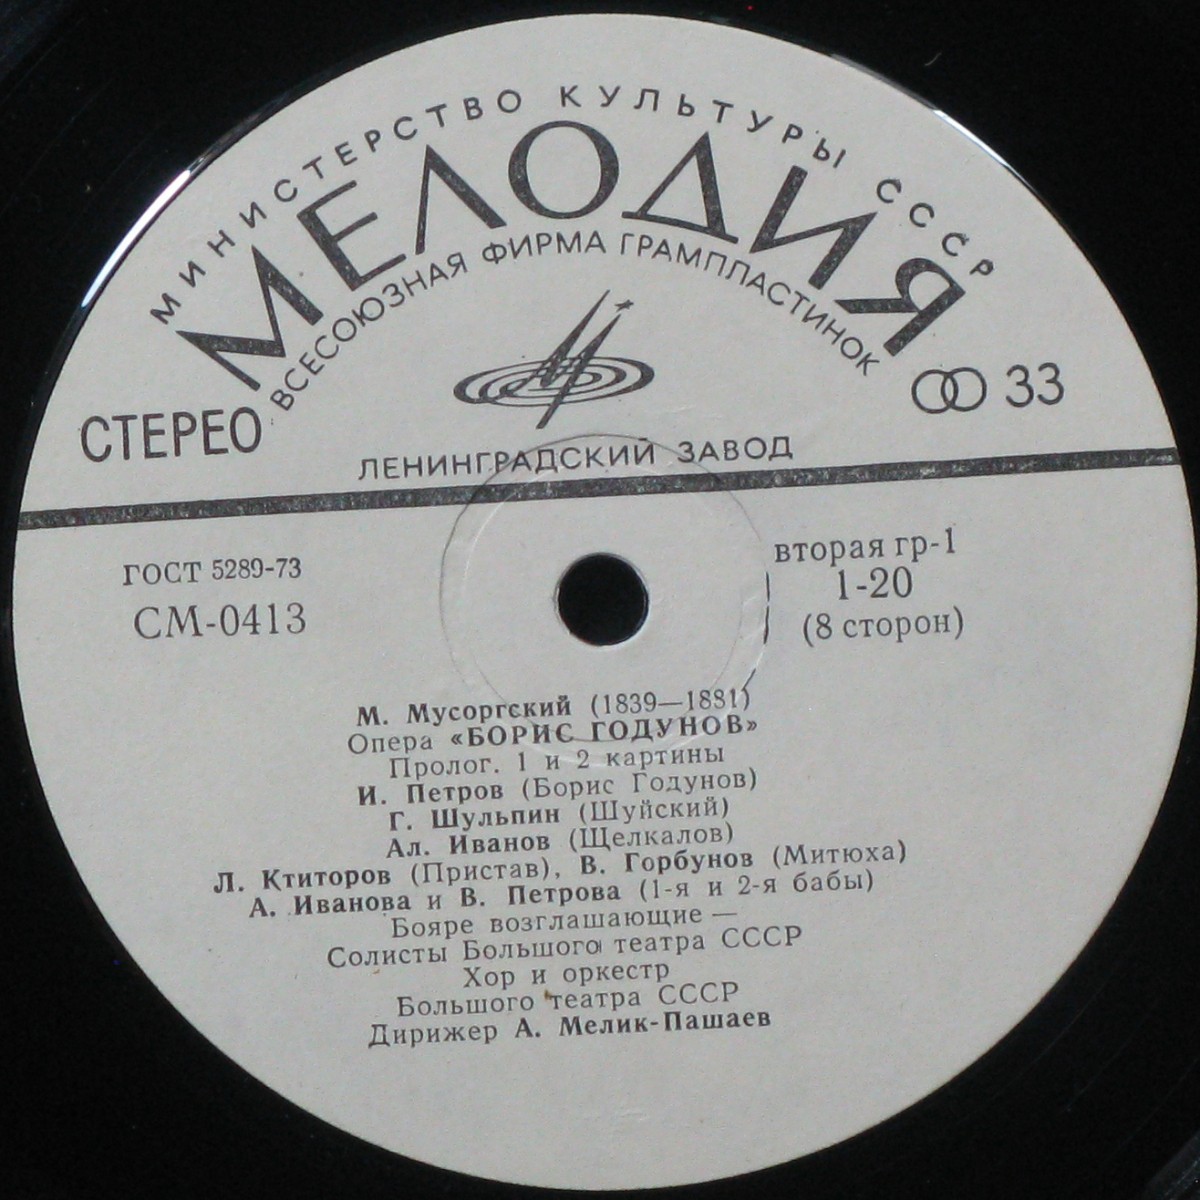 МИНИСТЕРСТВО КУЛЬТУРЫ СССР
МЕЛОДИЯ
ВСЕСОЮЗНАЯ ФИРМА ГРАМПЛАСТИНОК
СТЕРЕО
33
ЛЕНИНГРАДСКИЙ ЗАВОД
ГОСТ 5289-73
СМ-0413
вторая гр-1
1-20
(8 сторон)
М. Мусоргский (1839—1881)
Опера «БОРИС ГОДУНОВ»
Пролог. 1 и 2 картины
И. Петров (Борис Годунов)
Г. Шульпин (Шуйский)
Ал. Иванов (Щелкалов)
Л. Ктиторов (Пристав), В. Горбунов (Митюха)
А. Иванова и В. Петрова (1-я и 2-я бабы)
Бояре возглашающие —
Солисты Большого театра СССР
Хор и оркестр
Большого театра СССР
Дирижер А. Мелик-Пашаев